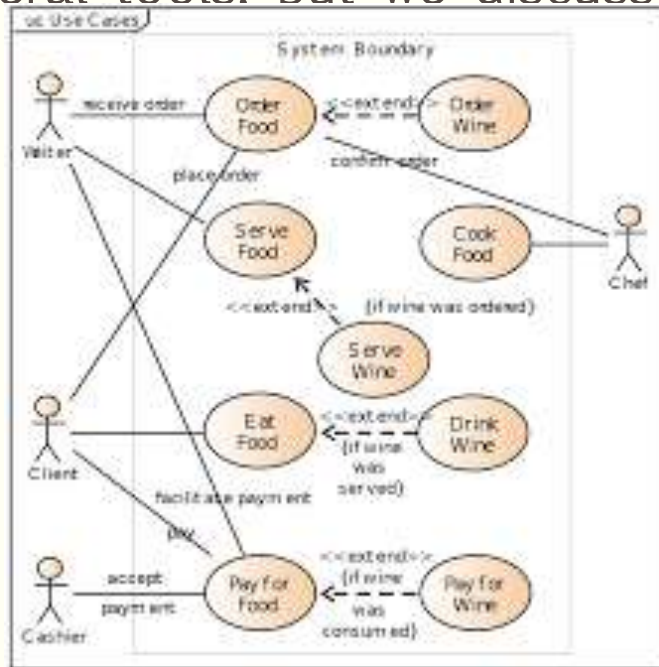 uc Use Cases
System Boundary
receive order
Order
Food
<<extend>>
Order
Wine
Waiter
place order
confirm order
Serve
Food
Cook
Food
Chef
<<extend>>
{if wine was ordered}
Serve
Wine
Client
Eat
Food
<<extend>>
{if wine
was
served}
Drink
Wine
facilitate payment
pay
accept
payment
Cashier
Pay for
Food
<<extend>>
{if wine
was
consumed}
Pay for
Wine